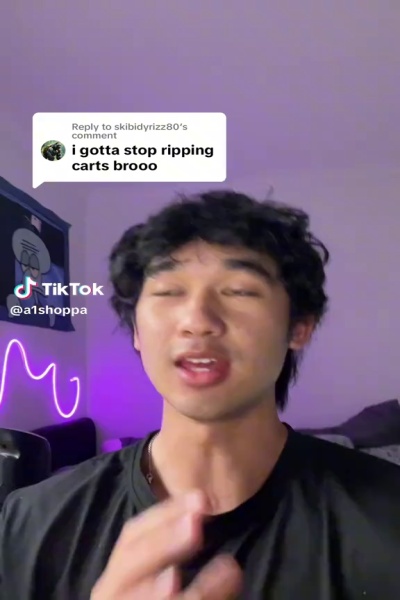 Reply to skibidyrizz80's
comment
i gotta stop ripping
carts brooo
TikTok
@a1shoppa